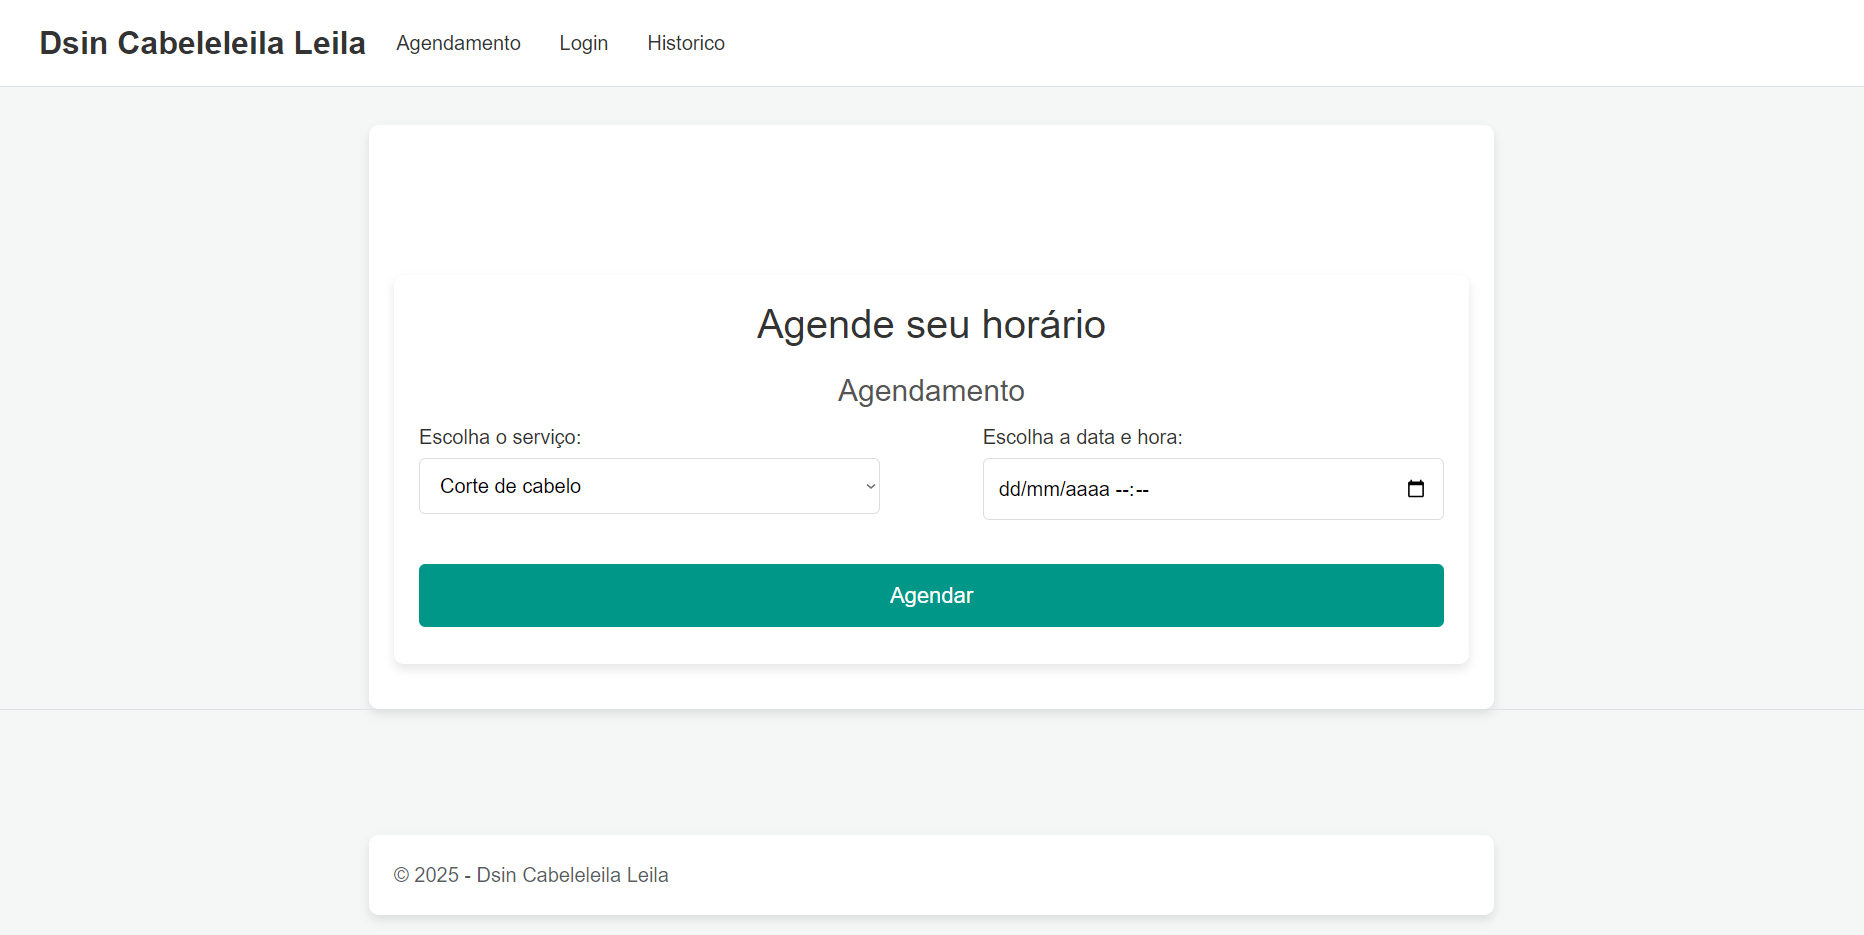 Dsin Cabeleleila Leila Agendamento Login Historico
Agende seu horário
Agendamento
Escolha o serviço: Escolha a data e hora:
Corte de cabelo dd/mm/aaaa --:--
Agendar
© 2025 - Dsin Cabeleleila Leila